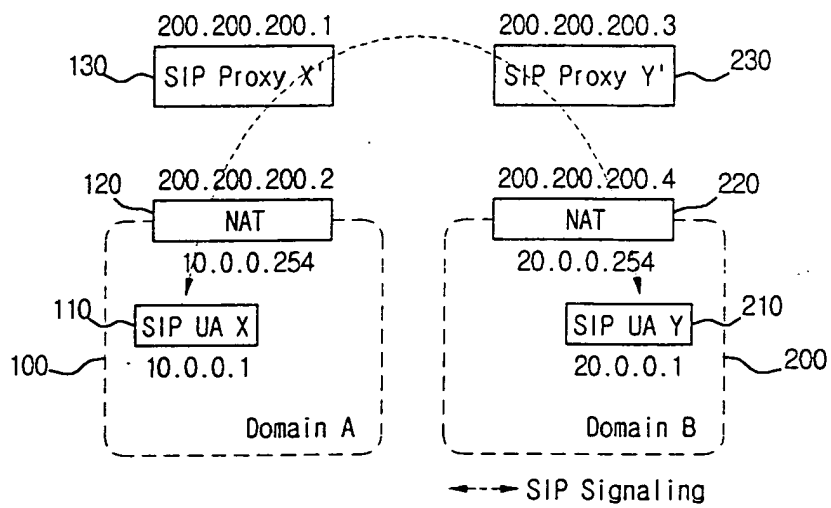 200.200.200.1
200.200.200.3
130
SIP Proxy X'
SIP Proxy Y'
230
200.200.200.2
200.200.200.4
120
NAT
NAT
220
10.0.0.254
20.0.0.254
110
SIP UA X
SIP UA Y
210
100
10.0.0.1
20.0.0.1
200
Domain A
Domain B
SIP Signaling